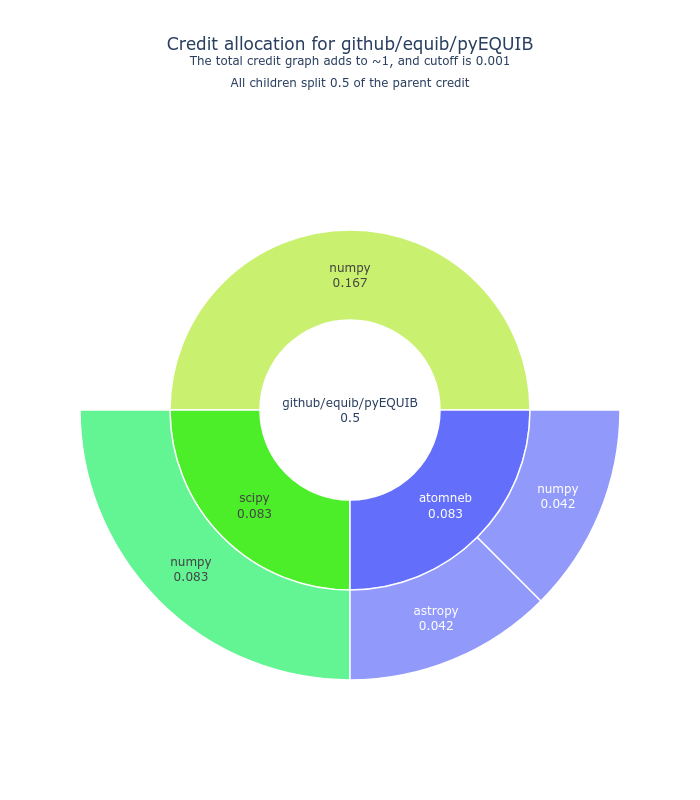 Credit allocation for github/equib/pyEQUIB
The total credit graph adds to ~1, and cutoff is 0.001
All children split 0.5 of the parent credit
numpy
0.167
github/equib/pyEQUIB
0.5
scipy
0.083
atomneb
0.083
numpy
0.042
numpy
0.083
astropy
0.042